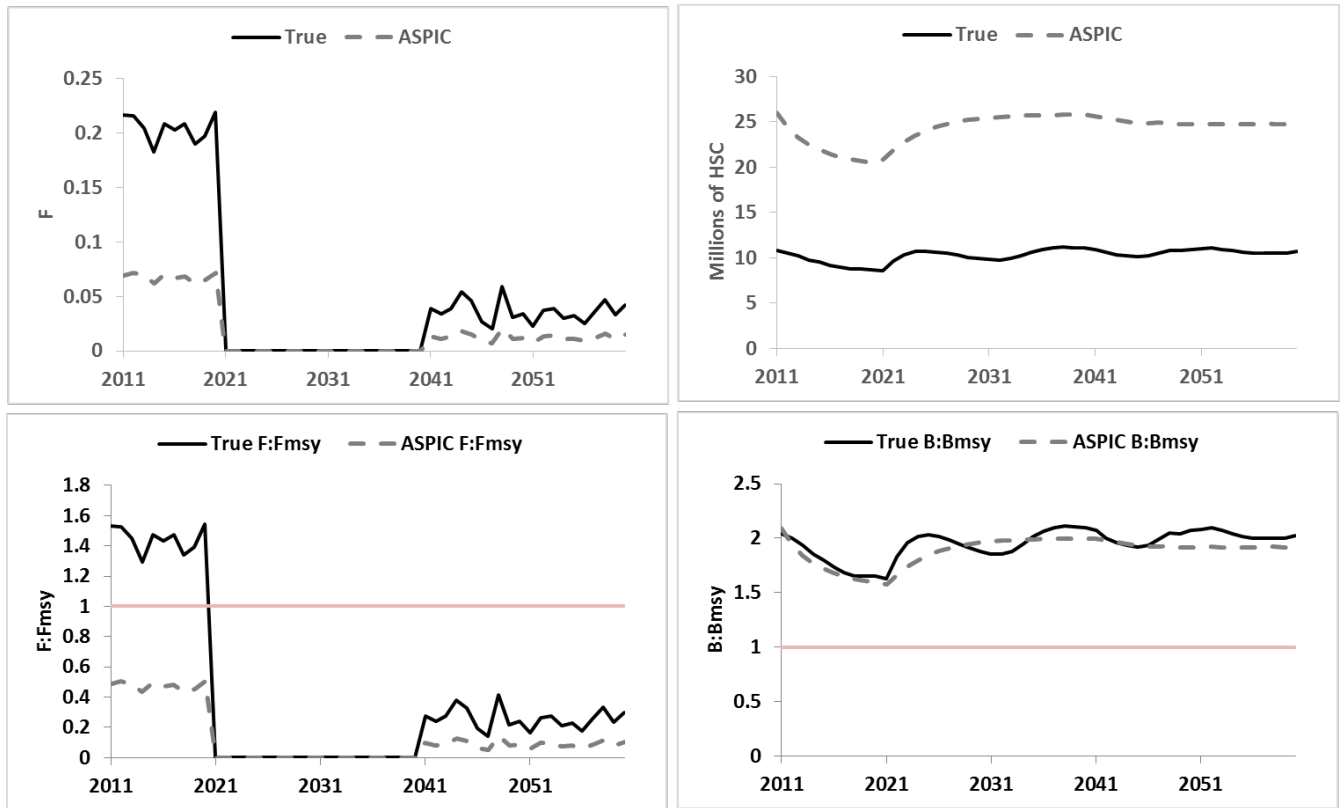 True ASPIC
0.25
0.2
0.15
0.1
0.05
0
F
2011 2021 2031 2041 2051
True ASPIC
30
25
20
15
10
5
0
Millions of HSC
2011 2021 2031 2041 2051
True F:Fmsy ASPIC F:Fmsy
1.8
1.6
1.4
1.2
1
0.8
0.6
0.4
0.2
0
F:Fmsy
2011 2021 2031 2041 2051
True B:Bmsy ASPIC B:Bmsy
2.5
2
1.5
1
0.5
0
B:Bmsy
2011 2021 2031 2041 2051